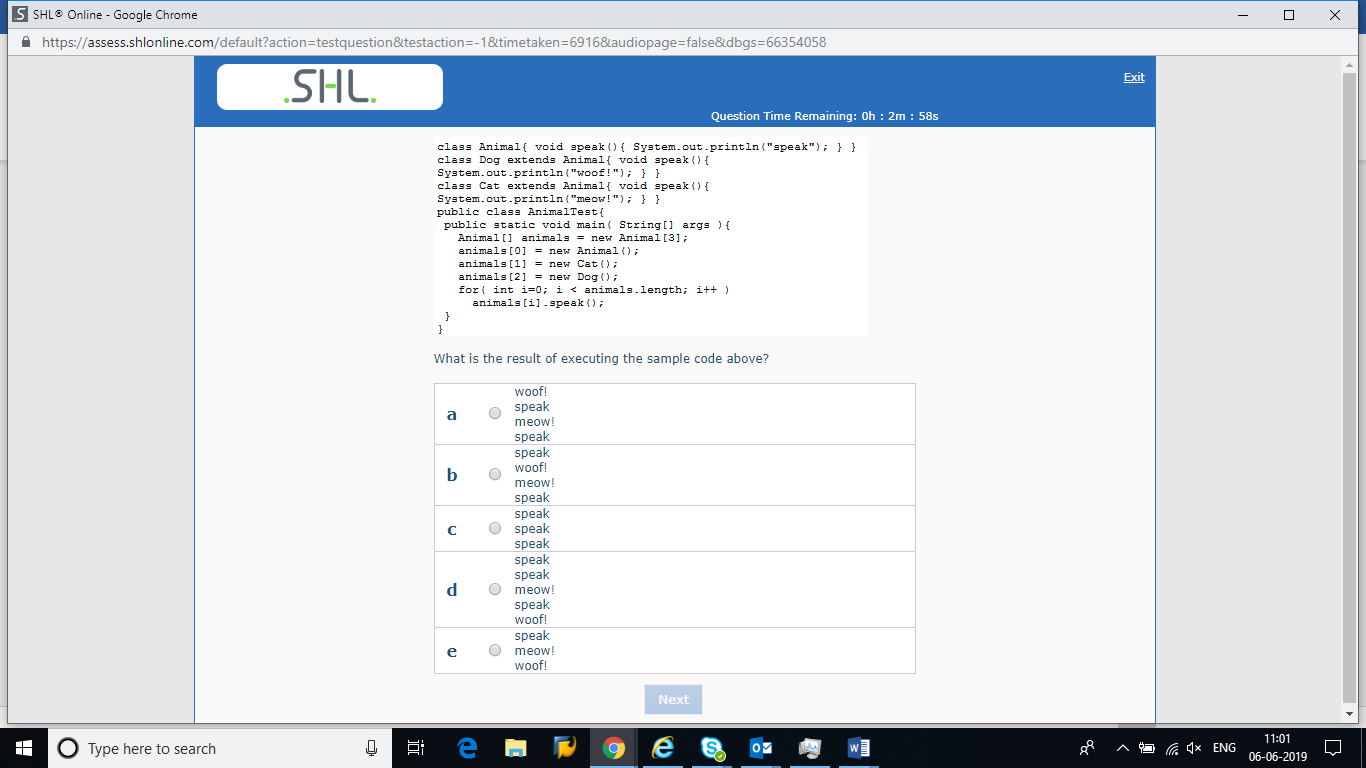 SHL® Online - Google Chrome
https://assess.shlonline.com/default?action=testquestion&testaction=-1&timetaken=6916&audiopage=false&dbgs=66354058
.SHL.
Exit
Question Time Remaining: 0h : 2m : 58s
class Animal{ void speak(){ System.out.println("speak"); } }
class Dog extends Animal{ void speak(){
System.out.println("woof!"); } }
class Cat extends Animal{ void speak(){
System.out.println("meow!"); } }
public class AnimalTest{
public static void main( String[] args ){
Animal[] animals = new Animal[3];
animals[0] = new Animal();
animals[1] = new Cat();
animals[2] = new Dog();
for( int i=0; i < animals.length; i++ )
animals[i].speak();
}
}
What is the result of executing the sample code above?
a
woof!
speak
meow!
speak
b
speak
woof!
meow!
speak
c
speak
speak
speak
d
speak
speak
meow!
speak
woof!
e
speak
meow!
woof!
Next
Type here to search
ENG
11:01
06-06-2019